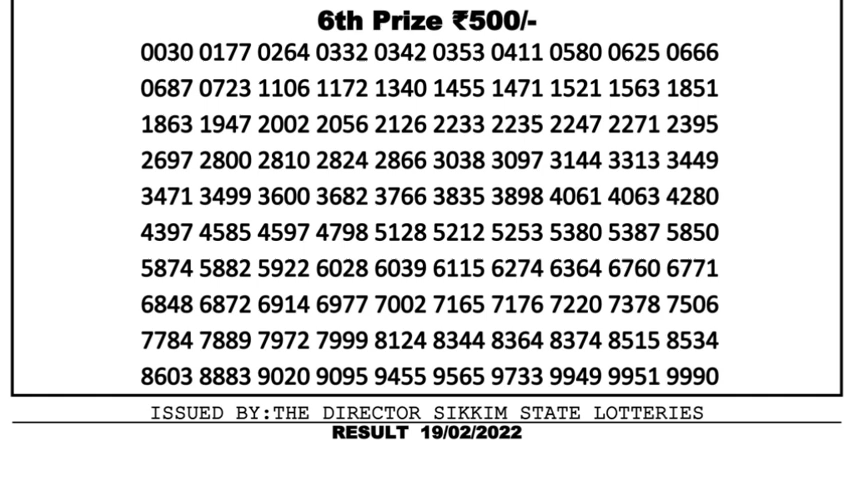 6th Prize ₹500/-
0030 0177 0264 0332 0342 0353 0411 0580 0625 0666
0687 0723 1106 1172 1340 1455 1471 1521 1563 1851
1863 1947 2002 2056 2126 2233 2235 2247 2271 2395
2697 2800 2810 2824 2866 3038 3097 3144 3313 3449
3471 3499 3600 3682 3766 3835 3898 4061 4063 4280
4397 4585 4597 4798 5128 5212 5253 5380 5387 5850
5874 5882 5922 6028 6039 6115 6274 6364 6760 6771
6848 6872 6914 6977 7002 7165 7176 7220 7378 7506
7784 7889 7972 7999 8124 8344 8364 8374 8515 8534
8603 8883 9020 9095 9455 9565 9733 9949 9951 9990
ISSUED BY:THE DIRECTOR SIKKIM STATE LOTTERIES
RESULT 19/02/2022